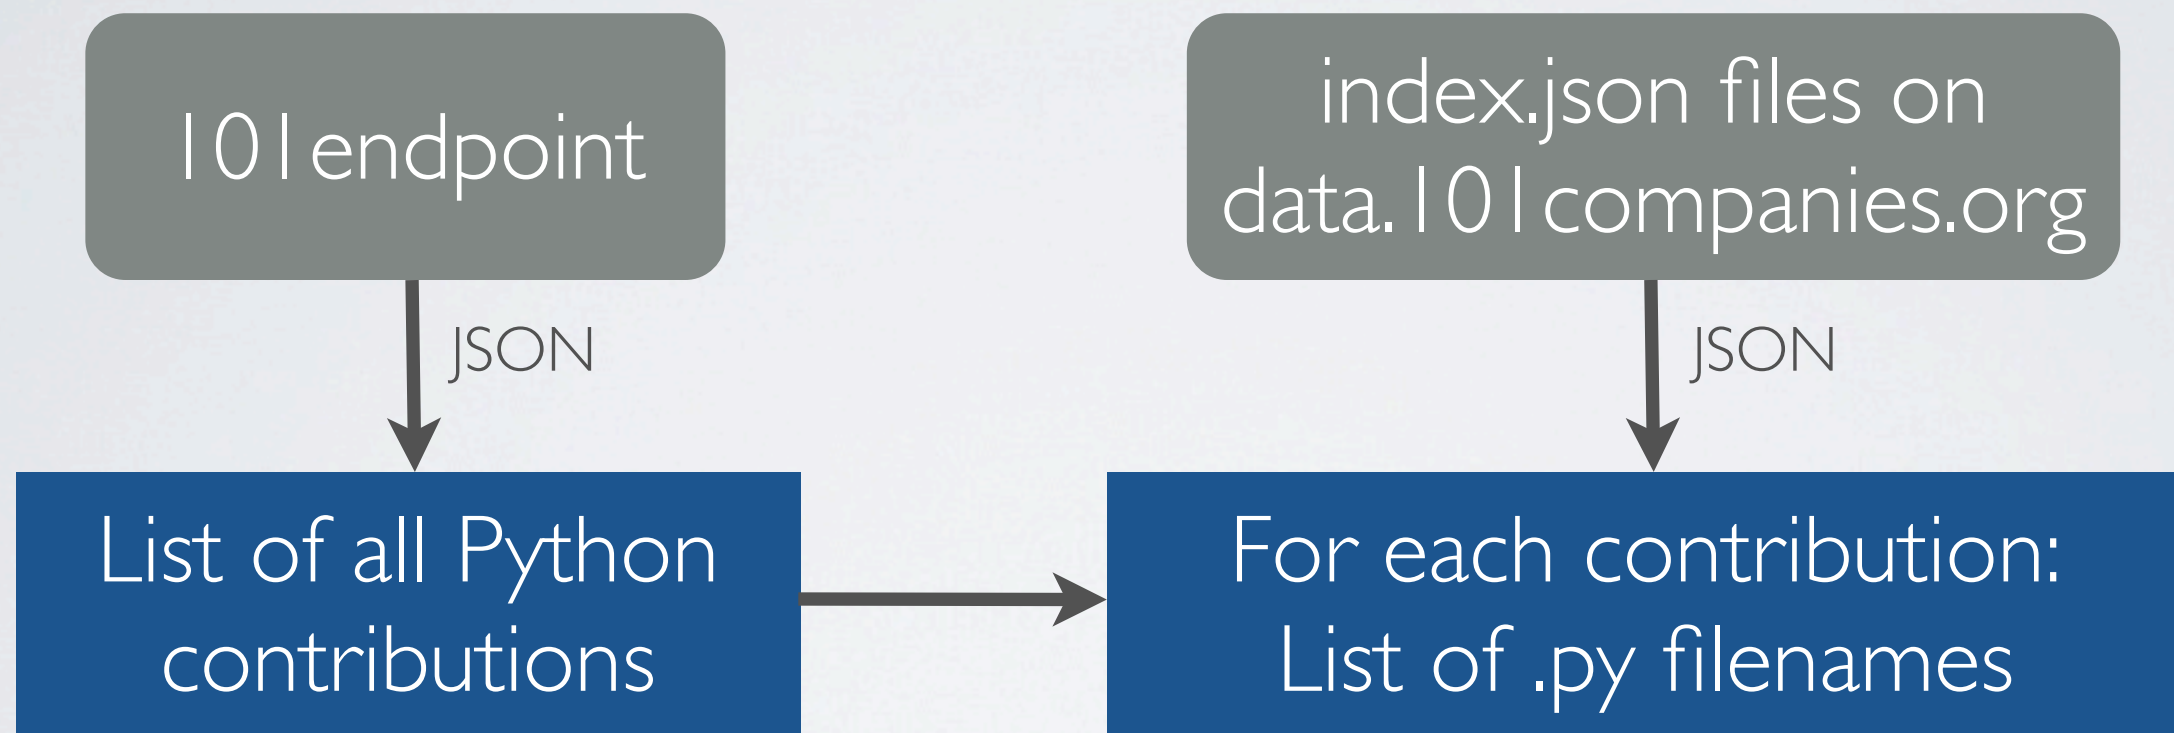 101endpoint
index.json files on
data.101companies.org
JSON
JSON
List of all Python
contributions
For each contribution:
List of .py filenames